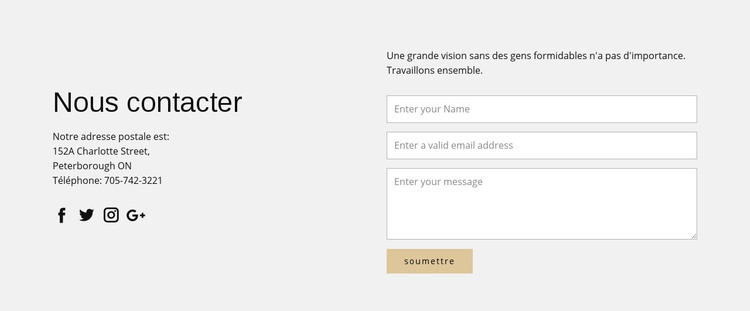 Nous contacter
Notre adresse postale est:
152A Charlotte Street,
Peterborough ON
Téléphone: 705-742-3221
Une grande vision sans des gens formidables n'a pas d'importance.
Travaillons ensemble.
Enter your Name
Enter a valid email address
Enter your message
soumettre